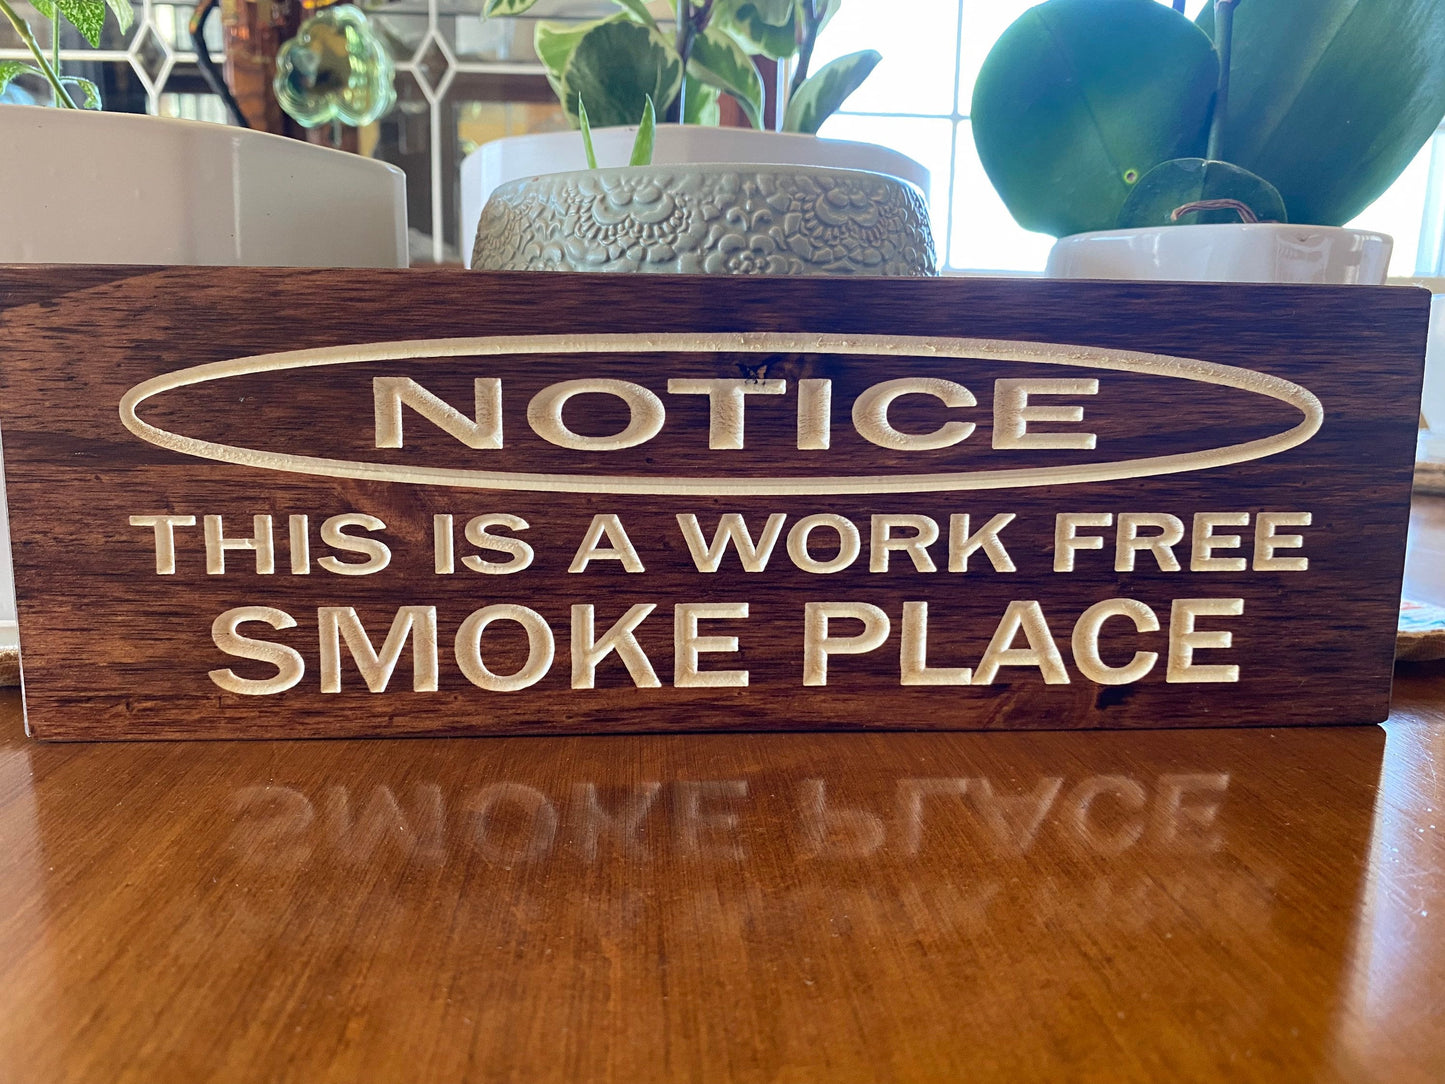 NOTICE
THIS IS A WORK FREE
SMOKE PLACE